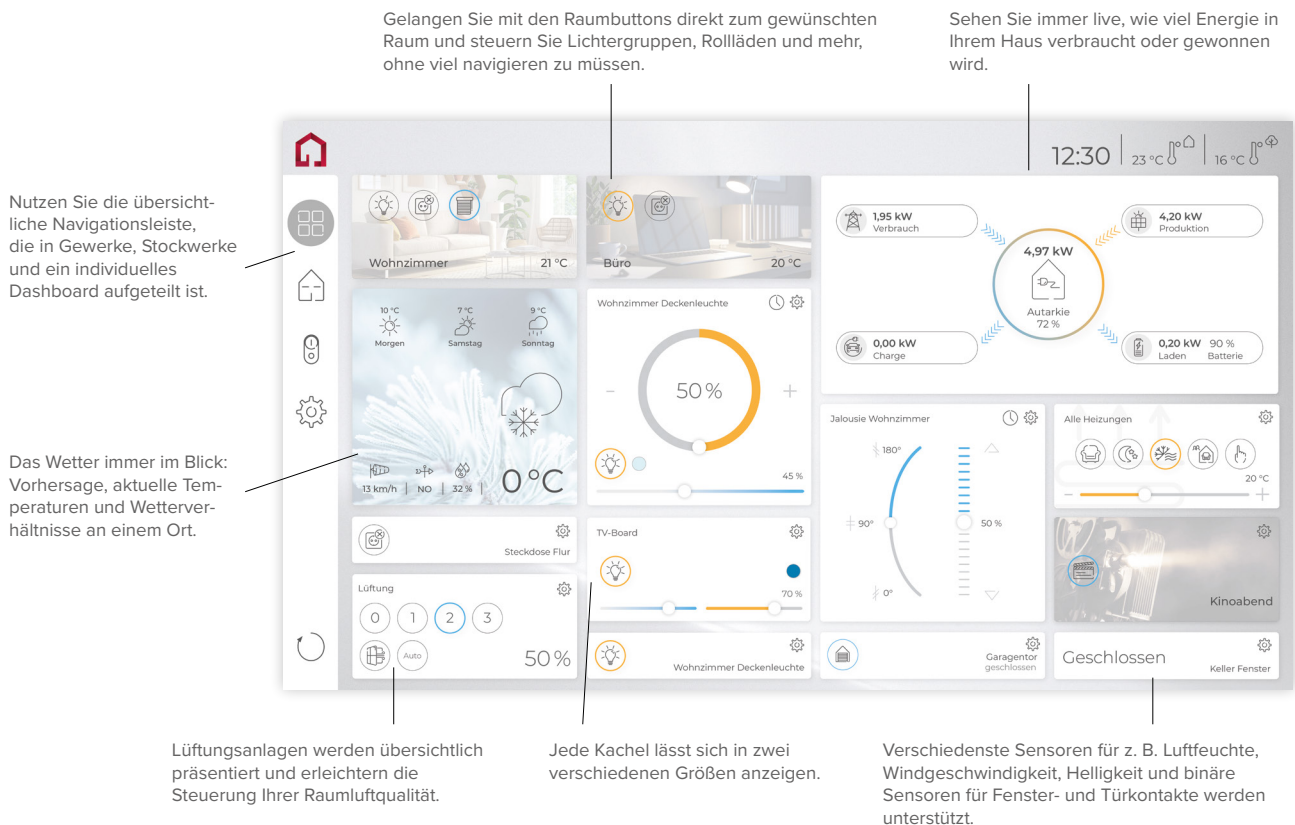 Gelangen Sie mit den Raumbuttons direkt zum gewünschten
Raum und steuern Sie Lichtergruppen, Rollläden und mehr,
ohne viel navigieren zu müssen.
Sehen Sie immer live, wie viel Energie in
Ihrem Haus verbraucht oder gewonnen
wird.
12:30
23 °C
16 °C
Nutzen Sie die übersicht-
liche Navigationsleiste,
die in Gewerke, Stockwerke
und ein individuelles
Dashboard aufgeteilt ist.
Wohnzimmer
21 °C
Büro
20 °C
1,95 kW
Verbrauch
4,20 kW
Produktion
4,97 kW
Autarkie
72 %
0,00 kW
Charge
0,20 kW 90 %
Laden Batterie
10 °C
Morgen
7 °C
Samstag
9 °C
Sonntag
13 km/h
NO
32 %
0 °C
Wohnzimmer Deckenleuchte
-
50 %
+
45 %
Das Wetter immer im Blick:
Vorhersage, aktuelle Tem-
peraturen und Wetterver-
hältnisse an einem Ort.
Jalousie Wohnzimmer
180°
90°
0°
50 %
Alle Heizungen
20 °C
-
+
Steckdose Flur
TV-Board
70 %
Kinoabend
Lüftung
0
1
2
3
Auto
50 %
Wohnzimmer Deckenleuchte
Garagentor
geschlossen
Geschlossen
Keller Fenster
Lüftungsanlagen werden übersichtlich
präsentiert und erleichtern die
Steuerung Ihrer Raumluftqualität.
Jede Kachel lässt sich in zwei
verschiedenen Größen anzeigen.
Verschiedenste Sensoren für z. B. Luftfeuchte,
Windgeschwindigkeit, Helligkeit und binäre
Sensoren für Fenster- und Türkontakte werden
unterstützt.